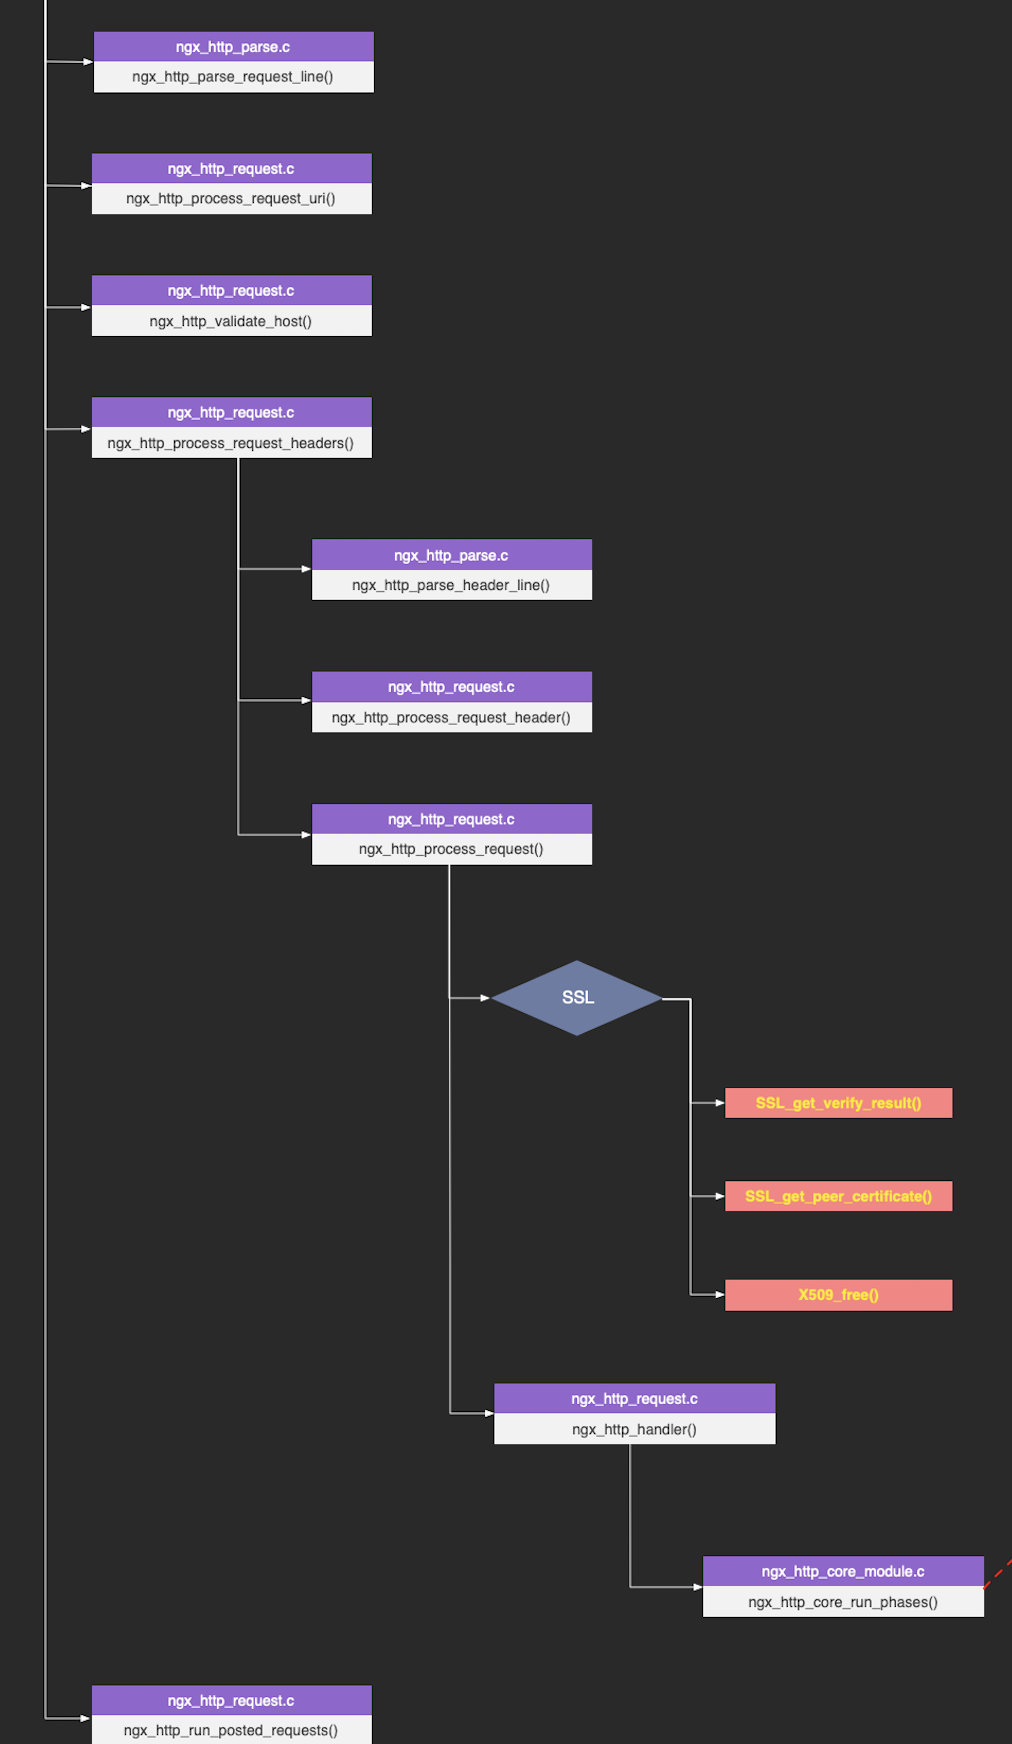 ngx_http_parse.c
ngx_http_parse_request_line()
ngx_http_request.c
ngx_http_process_request_uri()
ngx_http_request.c
ngx_http_validate_host()
ngx_http_request.c
ngx_http_process_request_headers()
ngx_http_parse.c
ngx_http_parse_header_line()
ngx_http_request.c
ngx_http_process_request_header()
ngx_http_request.c
ngx_http_process_request()
SSL
SSL_get_verify_result()
SSL_get_peer_certificate()
X509_free()
ngx_http_request.c
ngx_http_handler()
ngx_http_core_module.c
ngx_http_core_run_phases()
ngx_http_request.c
ngx_http_run_posted_requests()